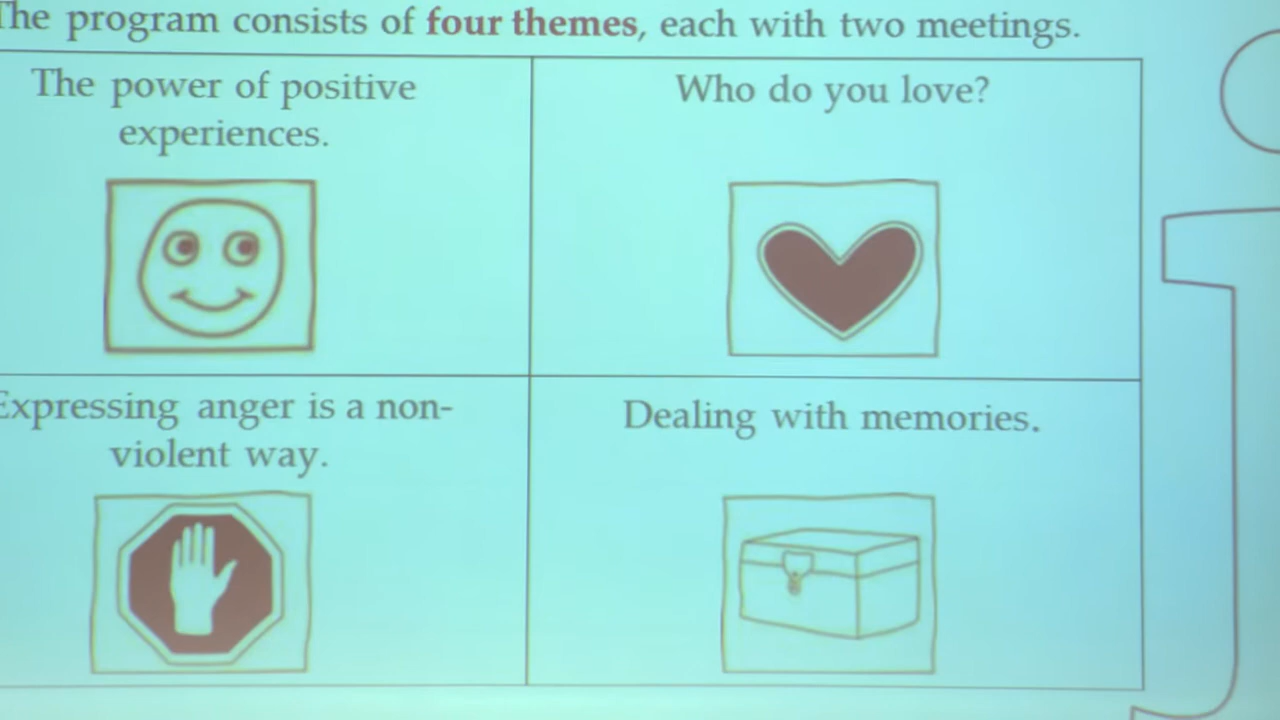 The program consists of four themes, each with two meetings.
The power of positive
experiences.
Who do you love?
Expressing anger is a non-
violent way.
Dealing with memories.